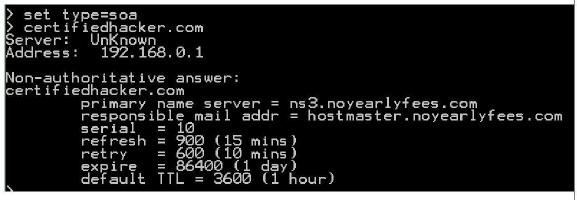 > set type=soa
> certifiedhacker.com
Server:  UnKnown
Address:  192.168.0.1

Non-authoritative answer:
certifiedhacker.com
        primary name server = ns3.noyearlyfees.com
        responsible mail addr = hostmaster.noyearlyfees.com
        serial  = 10
        refresh = 900 (15 mins)
        retry   = 600 (10 mins)
        expire  = 86400 (1 day)
        default TTL = 3600 (1 hour)